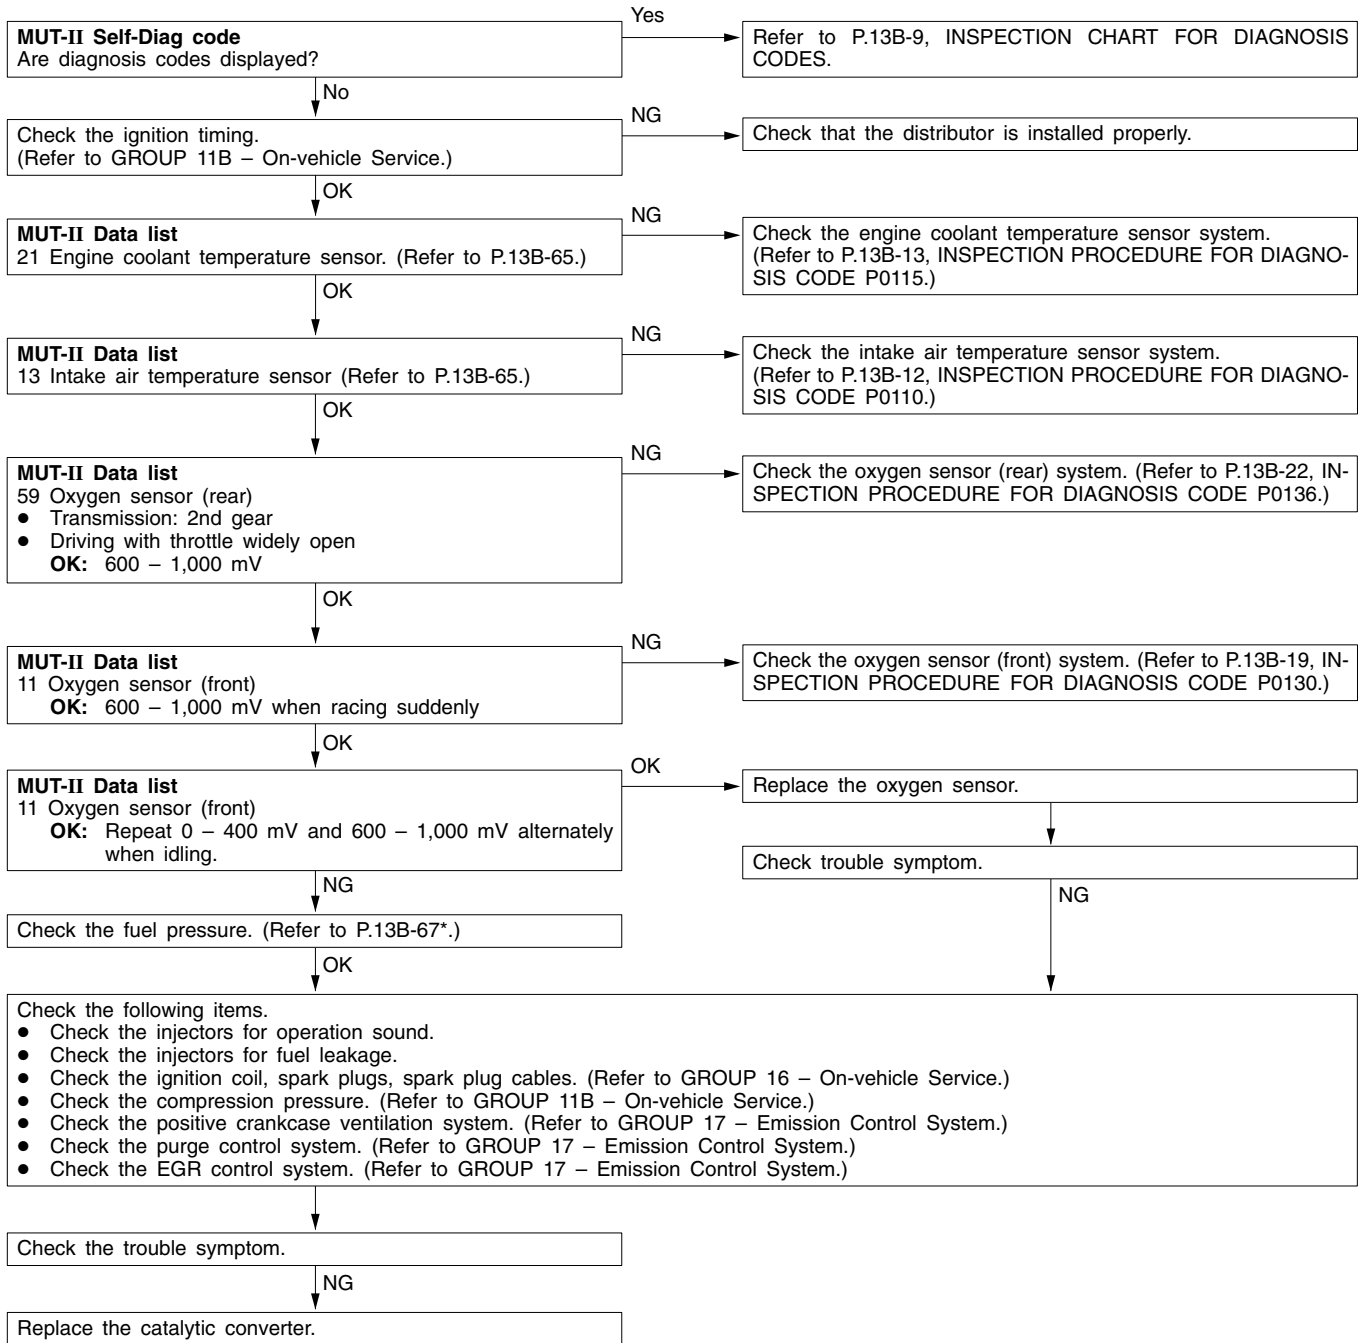 MUT-II Self-Diag code
Are diagnosis codes displayed?
Yes
Refer to P.13B-9, INSPECTION CHART FOR DIAGNOSIS
CODES.
No
Check the ignition timing.
(Refer to GROUP 11B – On-vehicle Service.)
NG
Check that the distributor is installed properly.
OK
MUT-II Data list
21 Engine coolant temperature sensor. (Refer to P.13B-65.)
NG
Check the engine coolant temperature sensor system.
(Refer to P.13B-13, INSPECTION PROCEDURE FOR DIAGNO-
SIS CODE P0115.)
OK
MUT-II Data list
13 Intake air temperature sensor (Refer to P.13B-65.)
NG
Check the intake air temperature sensor system.
(Refer to P.13B-12, INSPECTION PROCEDURE FOR DIAGNO-
SIS CODE P0110.)
OK
MUT-II Data list
59 Oxygen sensor (rear)
● Transmission: 2nd gear
● Driving with throttle widely open
OK: 600 – 1,000 mV
NG
Check the oxygen sensor (rear) system. (Refer to P.13B-22, IN-
SPECTION PROCEDURE FOR DIAGNOSIS CODE P0136.)
OK
MUT-II Data list
11 Oxygen sensor (front)
OK: 600 – 1,000 mV when racing suddenly
NG
Check the oxygen sensor (front) system. (Refer to P.13B-19, IN-
SPECTION PROCEDURE FOR DIAGNOSIS CODE P0130.)
OK
MUT-II Data list
11 Oxygen sensor (front)
OK: Repeat 0 – 400 mV and 600 – 1,000 mV alternately
when idling.
OK
Replace the oxygen sensor.
Check trouble symptom.
NG
NG
Check the fuel pressure. (Refer to P.13B-67*.)
OK
Check the following items.
● Check the injectors for operation sound.
● Check the injectors for fuel leakage.
● Check the ignition coil, spark plugs, spark plug cables. (Refer to GROUP 16 – On-vehicle Service.)
● Check the compression pressure. (Refer to GROUP 11B – On-vehicle Service.)
● Check the positive crankcase ventilation system. (Refer to GROUP 17 – Emission Control System.)
● Check the purge control system. (Refer to GROUP 17 – Emission Control System.)
● Check the EGR control system. (Refer to GROUP 17 – Emission Control System.)
Check the trouble symptom.
NG
Replace the catalytic converter.